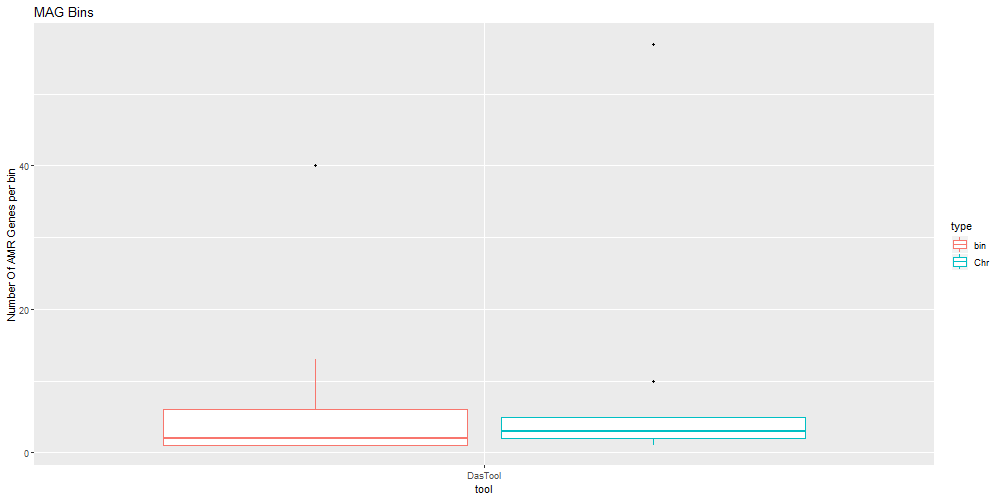 MAG Bins
Number Of AMR Genes per bin
40
20
0
DasTool
tool
type
bin
Chr